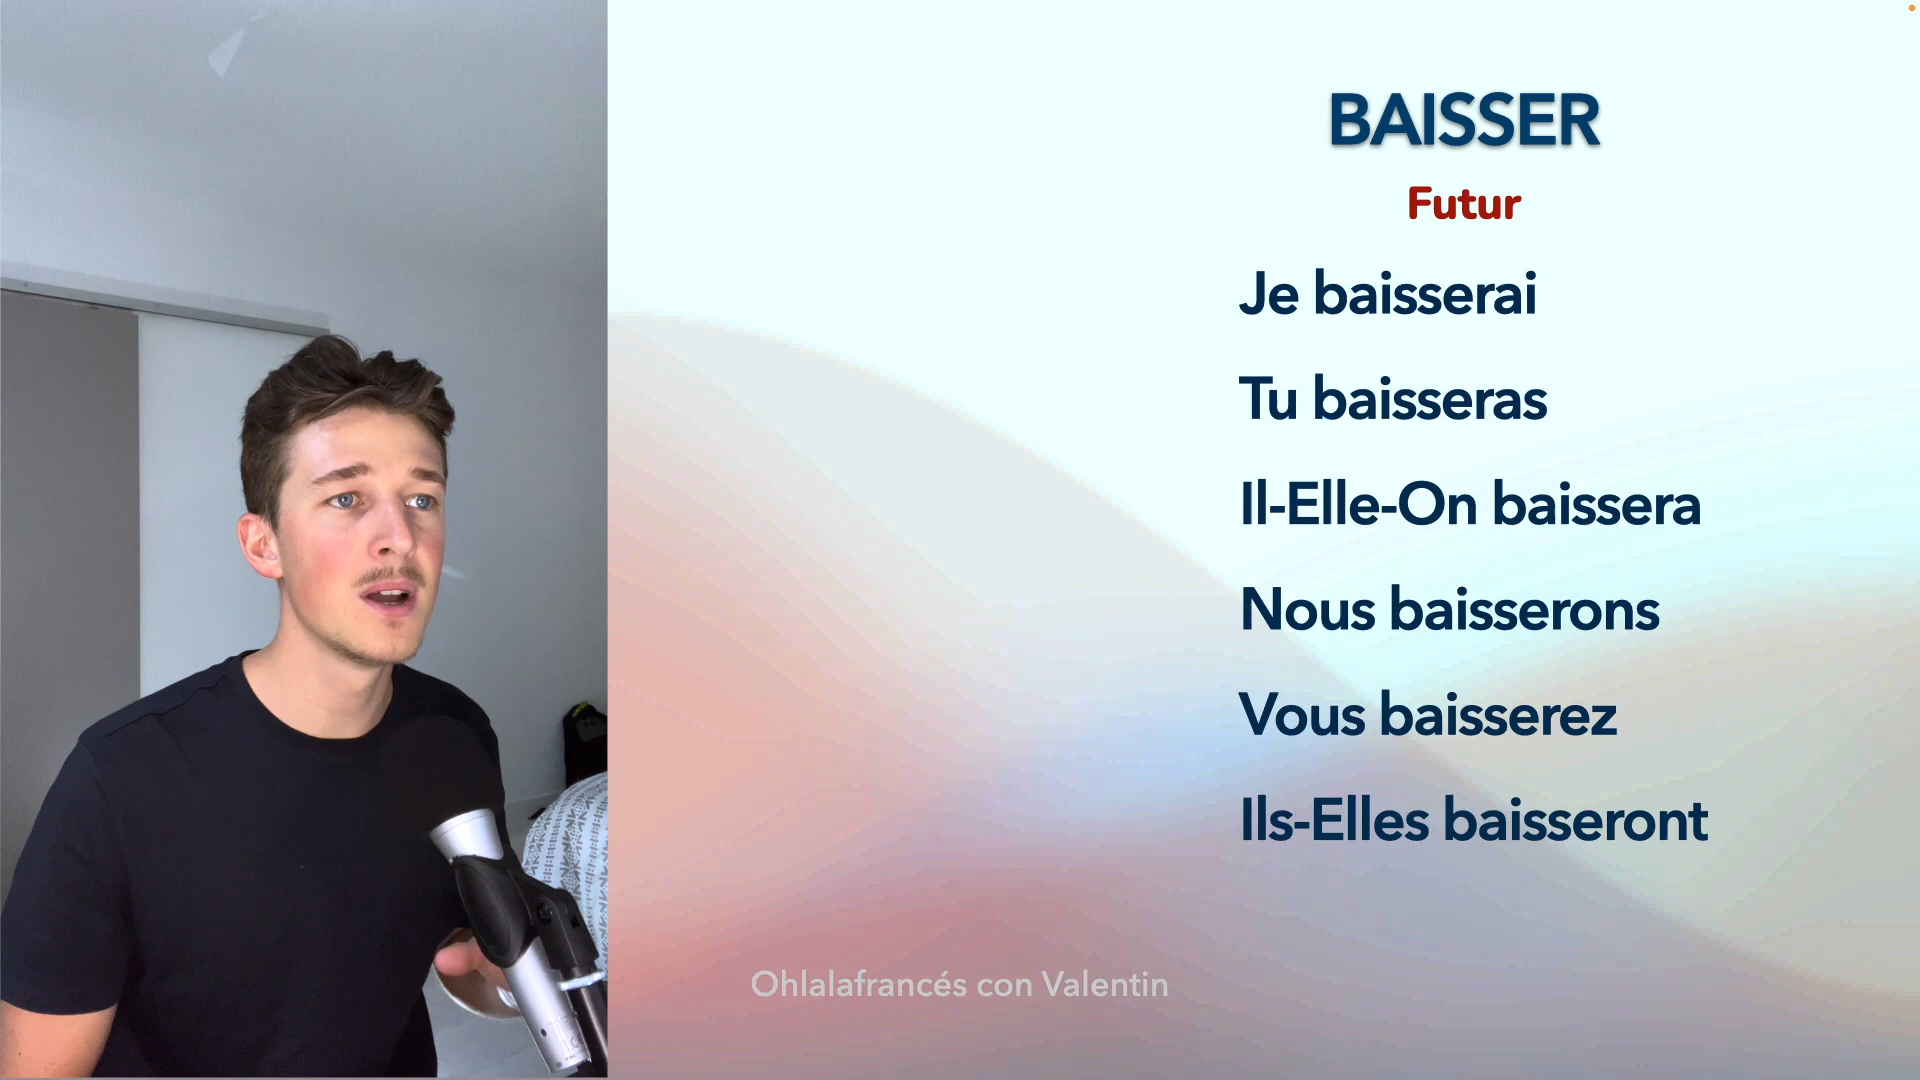 BAISSER
Futur
Je baisserai
Tu baisseras
Il-Elle-On baissera
Nous baisserons
Vous baisserez
Ils-Elles baisseront
Ohlalafrancés con Valentin